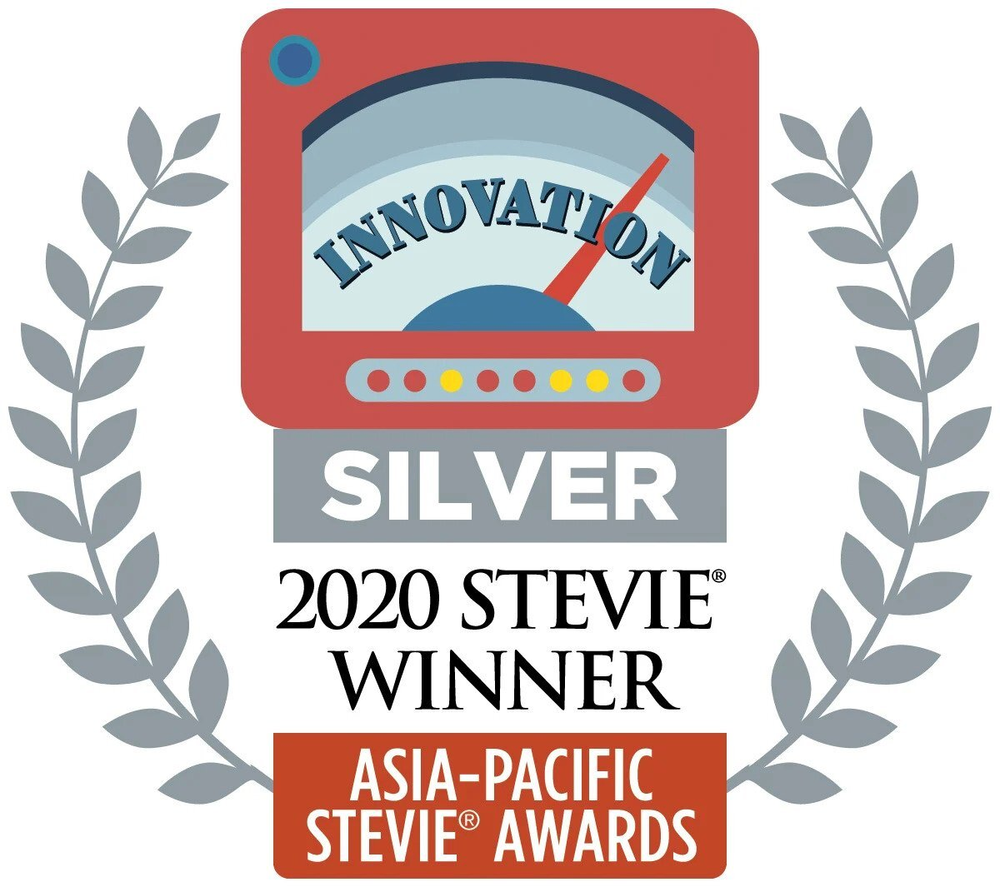 INNOVATION
SILVER
2020 STEVIE®
WINNER
ASIA-PACIFIC
STEVIE® AWARDS